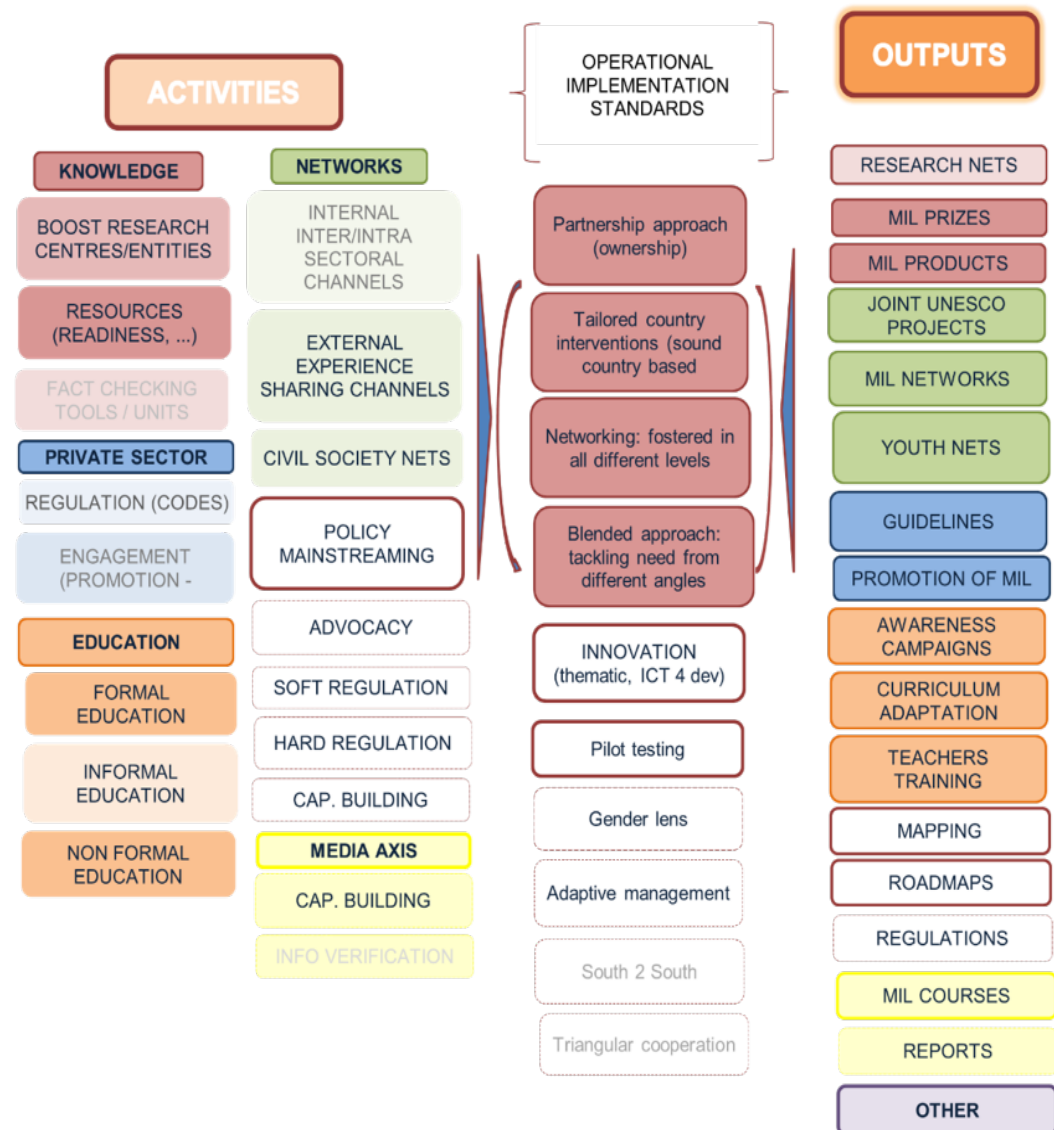 ACTIVITIES
KNOWLEDGE
BOOST RESEARCH
CENTRES/ENTITIES
RESOURCES
(READINESS, ...)
FACT CHECKING
TOOLS / UNITS
PRIVATE SECTOR
REGULATION (CODES)
ENGAGEMENT
(PROMOTION -
EDUCATION
FORMAL
EDUCATION
INFORMAL
EDUCATION
NON FORMAL
EDUCATION
NETWORKS
INTERNAL
INTER/INTRA
SECTORAL
CHANNELS
EXTERNAL
EXPERIENCE
SHARING CHANNELS
CIVIL SOCIETY NETS
POLICY
MAINSTREAMING
ADVOCACY
SOFT REGULATION
HARD REGULATION
CAP. BUILDING
MEDIA AXIS
CAP. BUILDING
INFO VERIFICATION
OPERATIONAL
IMPLEMENTATION
STANDARDS
Partnership approach
(ownership)
Tailored country
interventions (sound
country based
Networking: fostered in
all different levels
Blended approach:
tackling need from
different angles
INNOVATION
(thematic, ICT 4 dev)
Pilot testing
Gender lens
Adaptive management
South 2 South
Triangular cooperation
OUTPUTS
RESEARCH NETS
MIL PRIZES
MIL PRODUCTS
JOINT UNESCO
PROJECTS
MIL NETWORKS
YOUTH NETS
GUIDELINES
PROMOTION OF MIL
AWARENESS
CAMPAIGNS
CURRICULUM
ADAPTATION
TEACHERS
TRAINING
MAPPING
ROADMAPS
REGULATIONS
MIL COURSES
REPORTS
OTHER